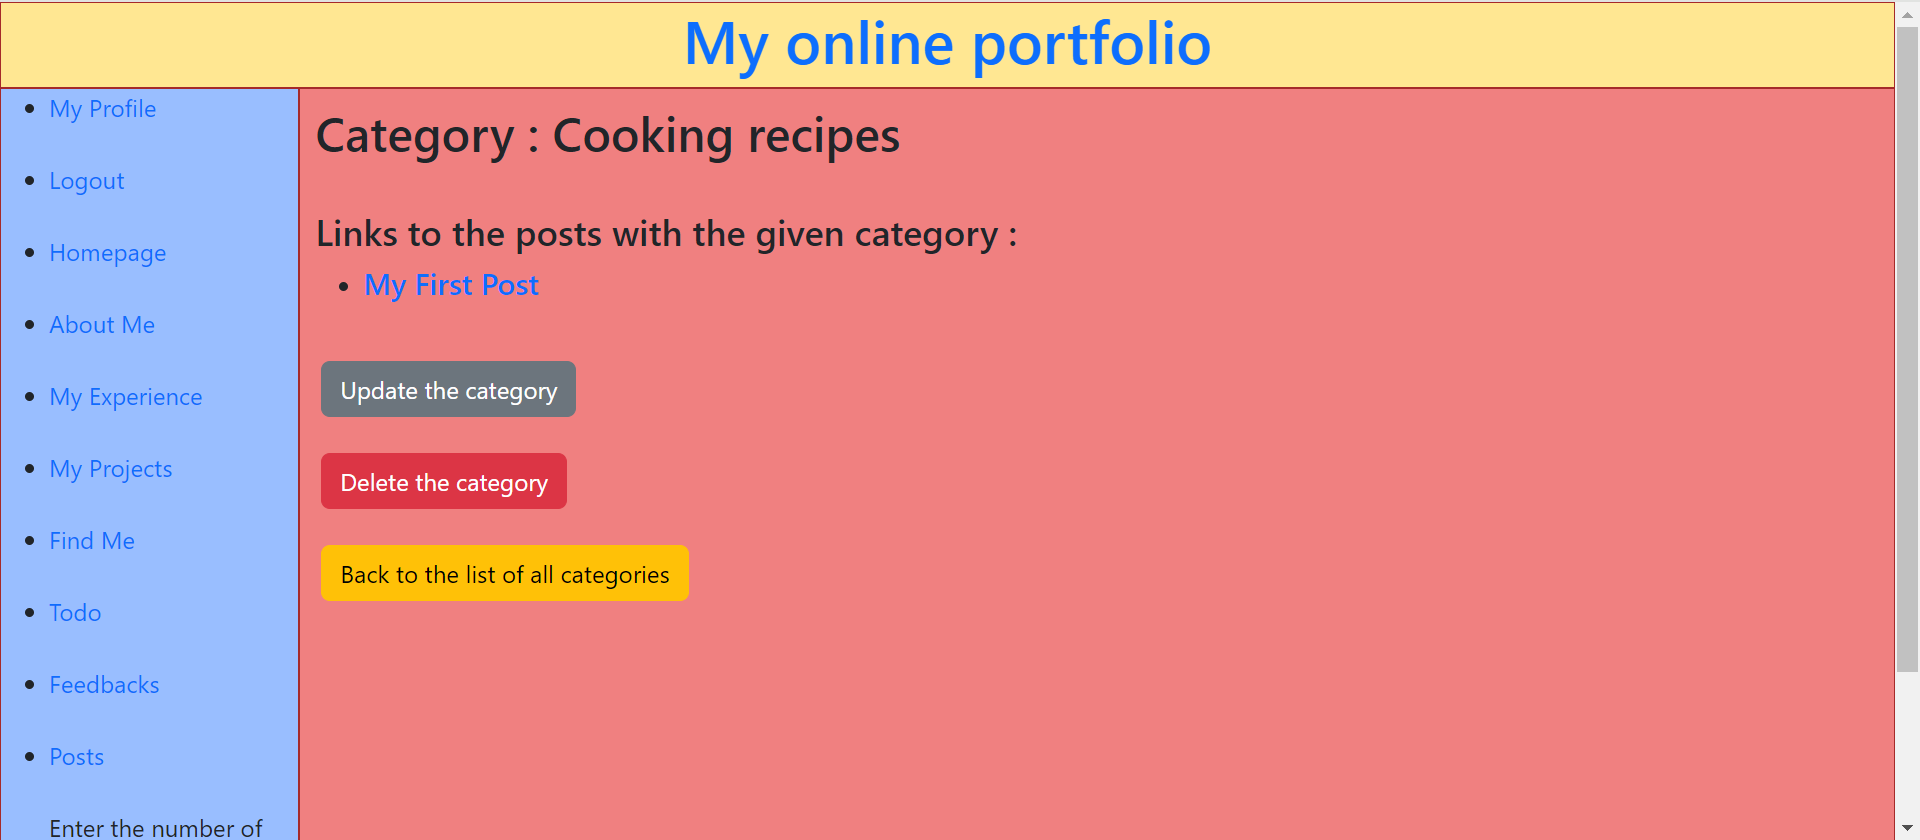 My online portfolio
My Profile
Logout
Homepage
About Me
My Experience
My Projects
Find Me
Todo
Feedbacks
Posts
Enter the number of
Category : Cooking recipes
Links to the posts with the given category :
My First Post
Update the category
Delete the category
Back to the list of all categories